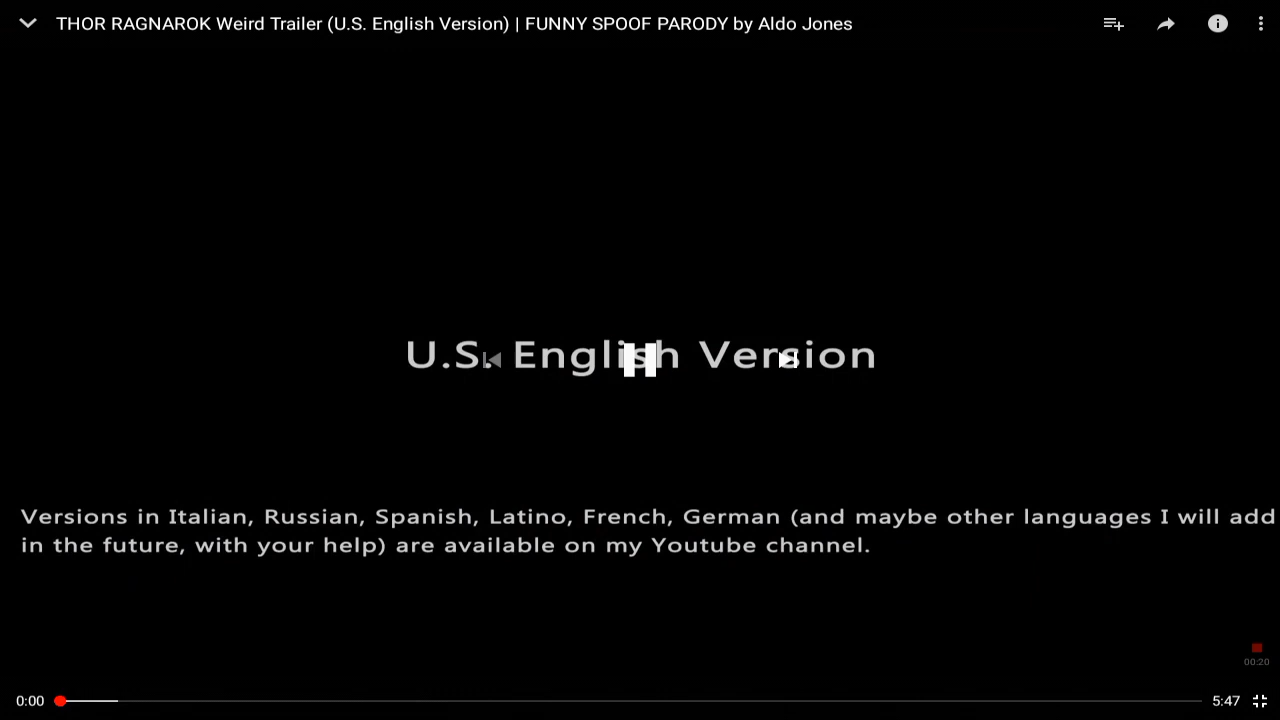 THOR RAGNAROK Weird Trailer (U.S. English Version) | FUNNY SPOOF PARODY by Aldo Jones
U.S. English Version
Versions in Italian, Russian, Spanish, Latino, French, German (and maybe other languages I will add
in the future, with your help) are available on my Youtube channel.
00:20
0:00 5:47